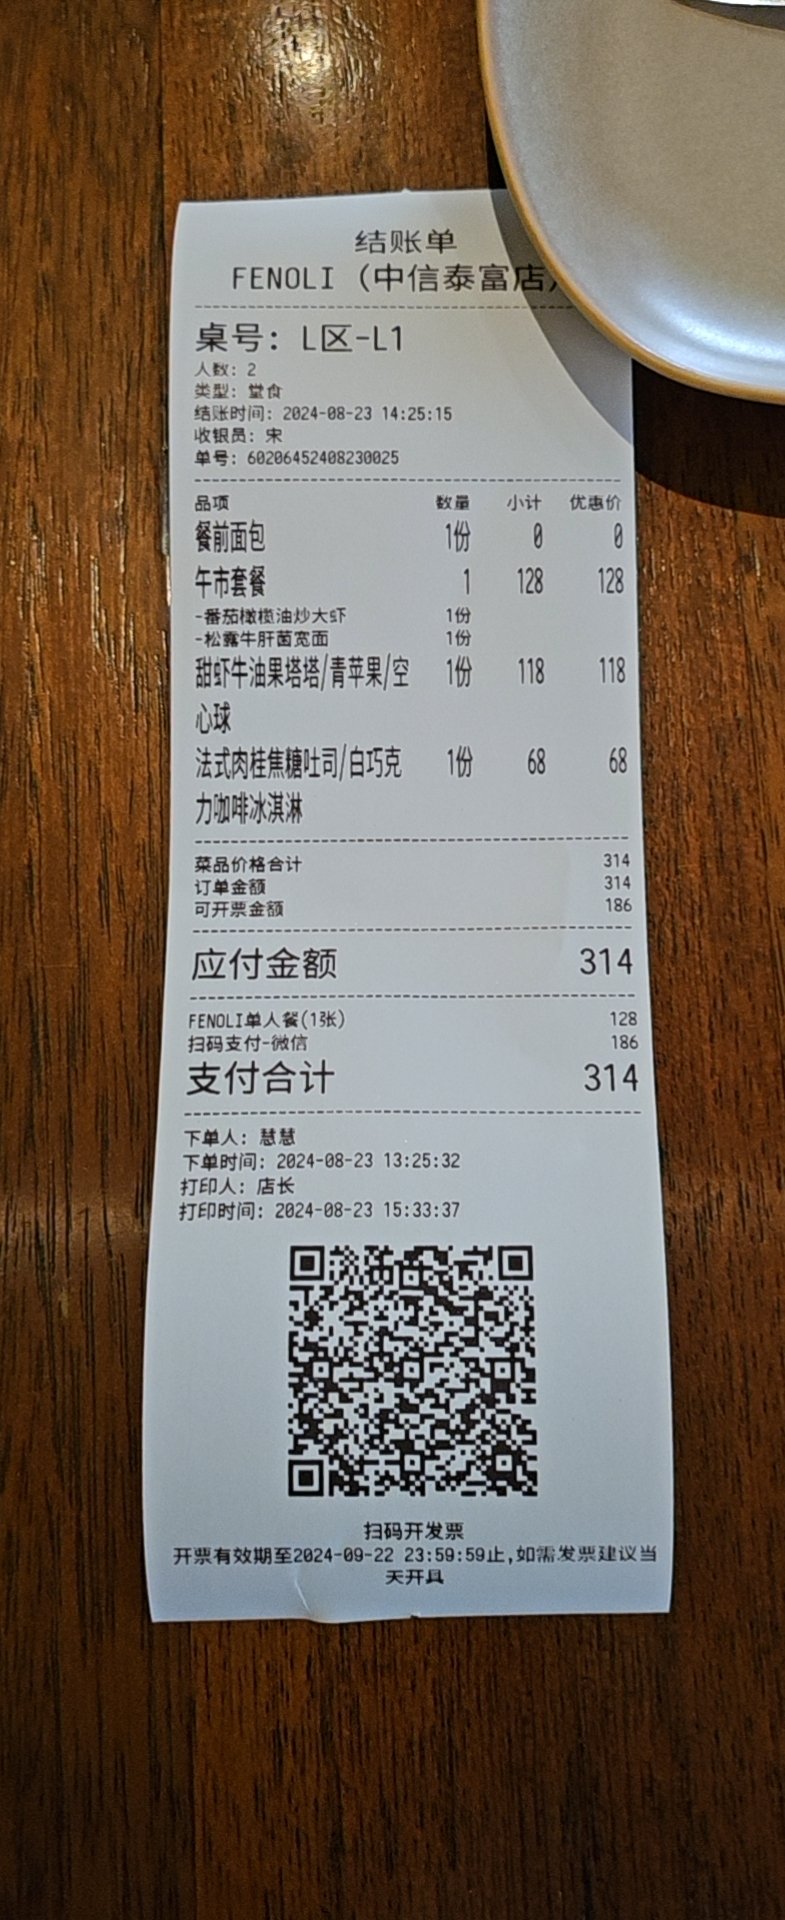 结账单
FENOLI (中信泰富店)
桌号: L区-L1
人数: 2
类型: 堂食
结账时间: 2024-08-23 14:25:15
收银员: 宋
单号: 60206452408230025
品项 数量 小计 优惠价
餐前面包 1份 0 0
午市套餐 1 128 128
-番茄橄榄油炒大虾 1份
-松露牛肝菌宽面 1份
甜虾牛油果塔塔/青苹果/空 1份 118 118
心球
法式肉桂焦糖吐司/白巧克 1份 68 68
力咖啡冰淇淋
菜品价格合计 314
订单金额 314
可开票金额 186
应付金额 314
FENOLI单人餐(1张) 128
扫码支付-微信 186
支付合计 314
下单人: 慧慧
下单时间: 2024-08-23 13:25:32
打印人: 店长
打印时间: 2024-08-23 15:33:37
扫码开发票
开票有效期至2024-09-22 23:59:59止,如需发票建议当
天开具